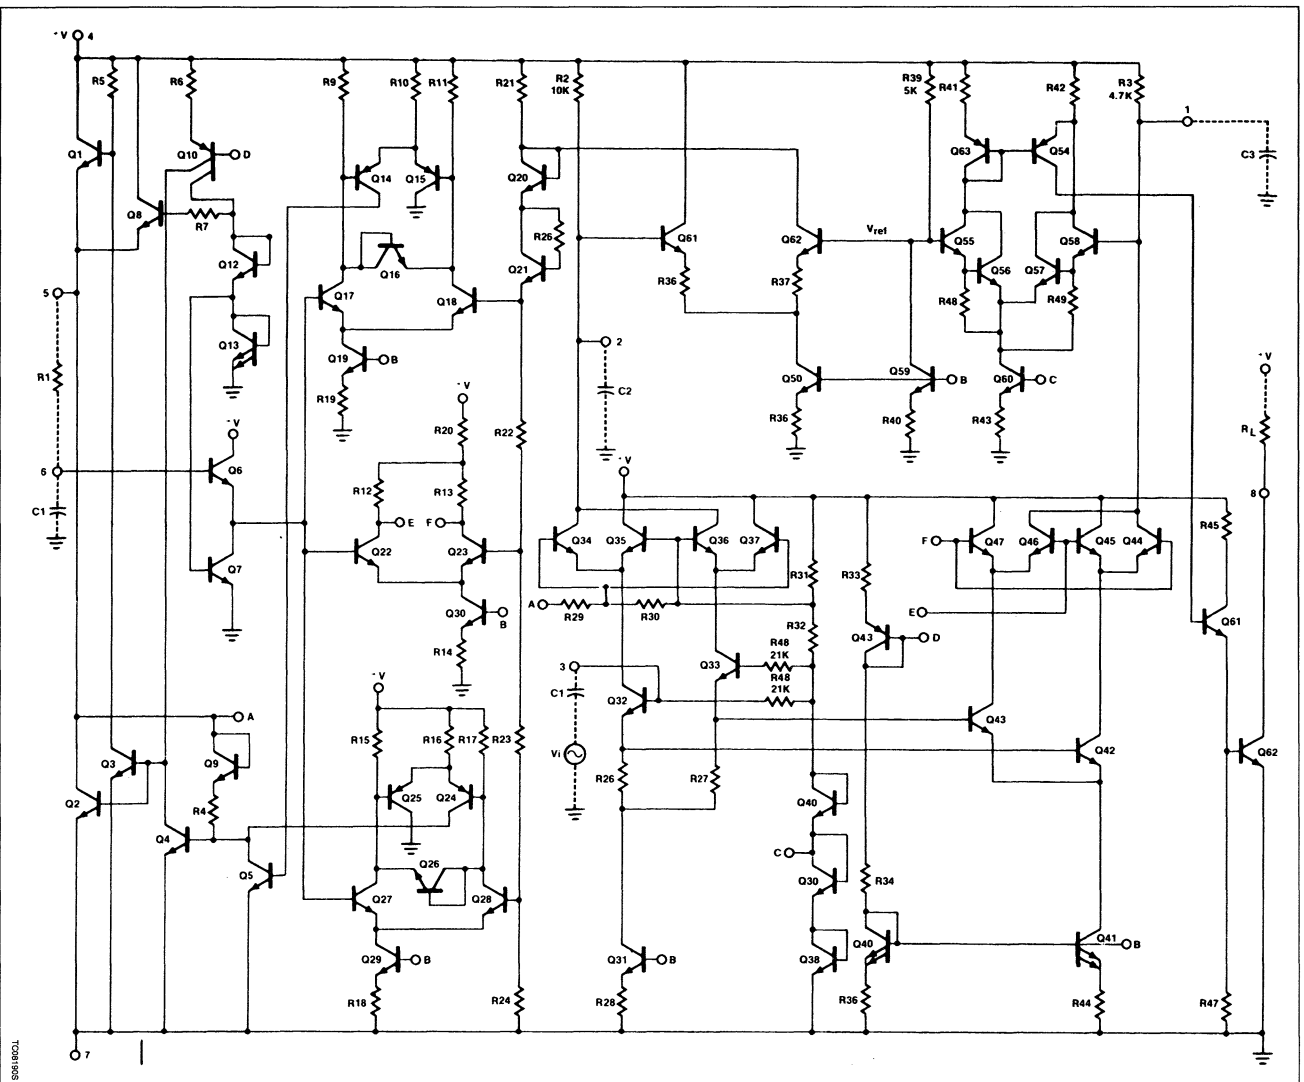 -V 4
R5
R6
R9
R10
R11
R21
R2
10K
R39
5K
R41
R42
R3
4.7K
1
C3
Q1
Q10
D
Q14
Q15
Q20
Q63
Q54
Q8
R7
R26
Q61
Q62
Vref
Q55
Q58
Q12
Q16
Q21
R36
R37
Q56
Q57
5
Q17
Q18
R48
R49
Q13
Q19
B
2
R1
C2
Q50
Q59
B
Q60
C
-V
R19
-V
R36
R40
R43
RL
-V
R20
R22
6
Q6
-V
8
C1
R12
R13
E
F
Q34
Q35
Q36
Q37
F
Q47
Q46
Q45
Q44
R45
Q7
Q22
Q23
R31
R33
A
R29
R30
E
Q30
B
R32
Q61
R14
R48
21K
Q43
D
3
Q33
R48
21K
-V
C1
Q32
A
Q43
R15
R16
R17
R23
Vi
Q42
Q62
Q3
Q9
R26
R27
Q2
R4
Q25
Q24
Q40
Q4
C
Q5
Q26
Q30
R34
Q27
Q28
Q40
Q41
B
Q29
B
Q31
B
Q38
R18
R24
R28
R36
R44
R47
7
TC08190S